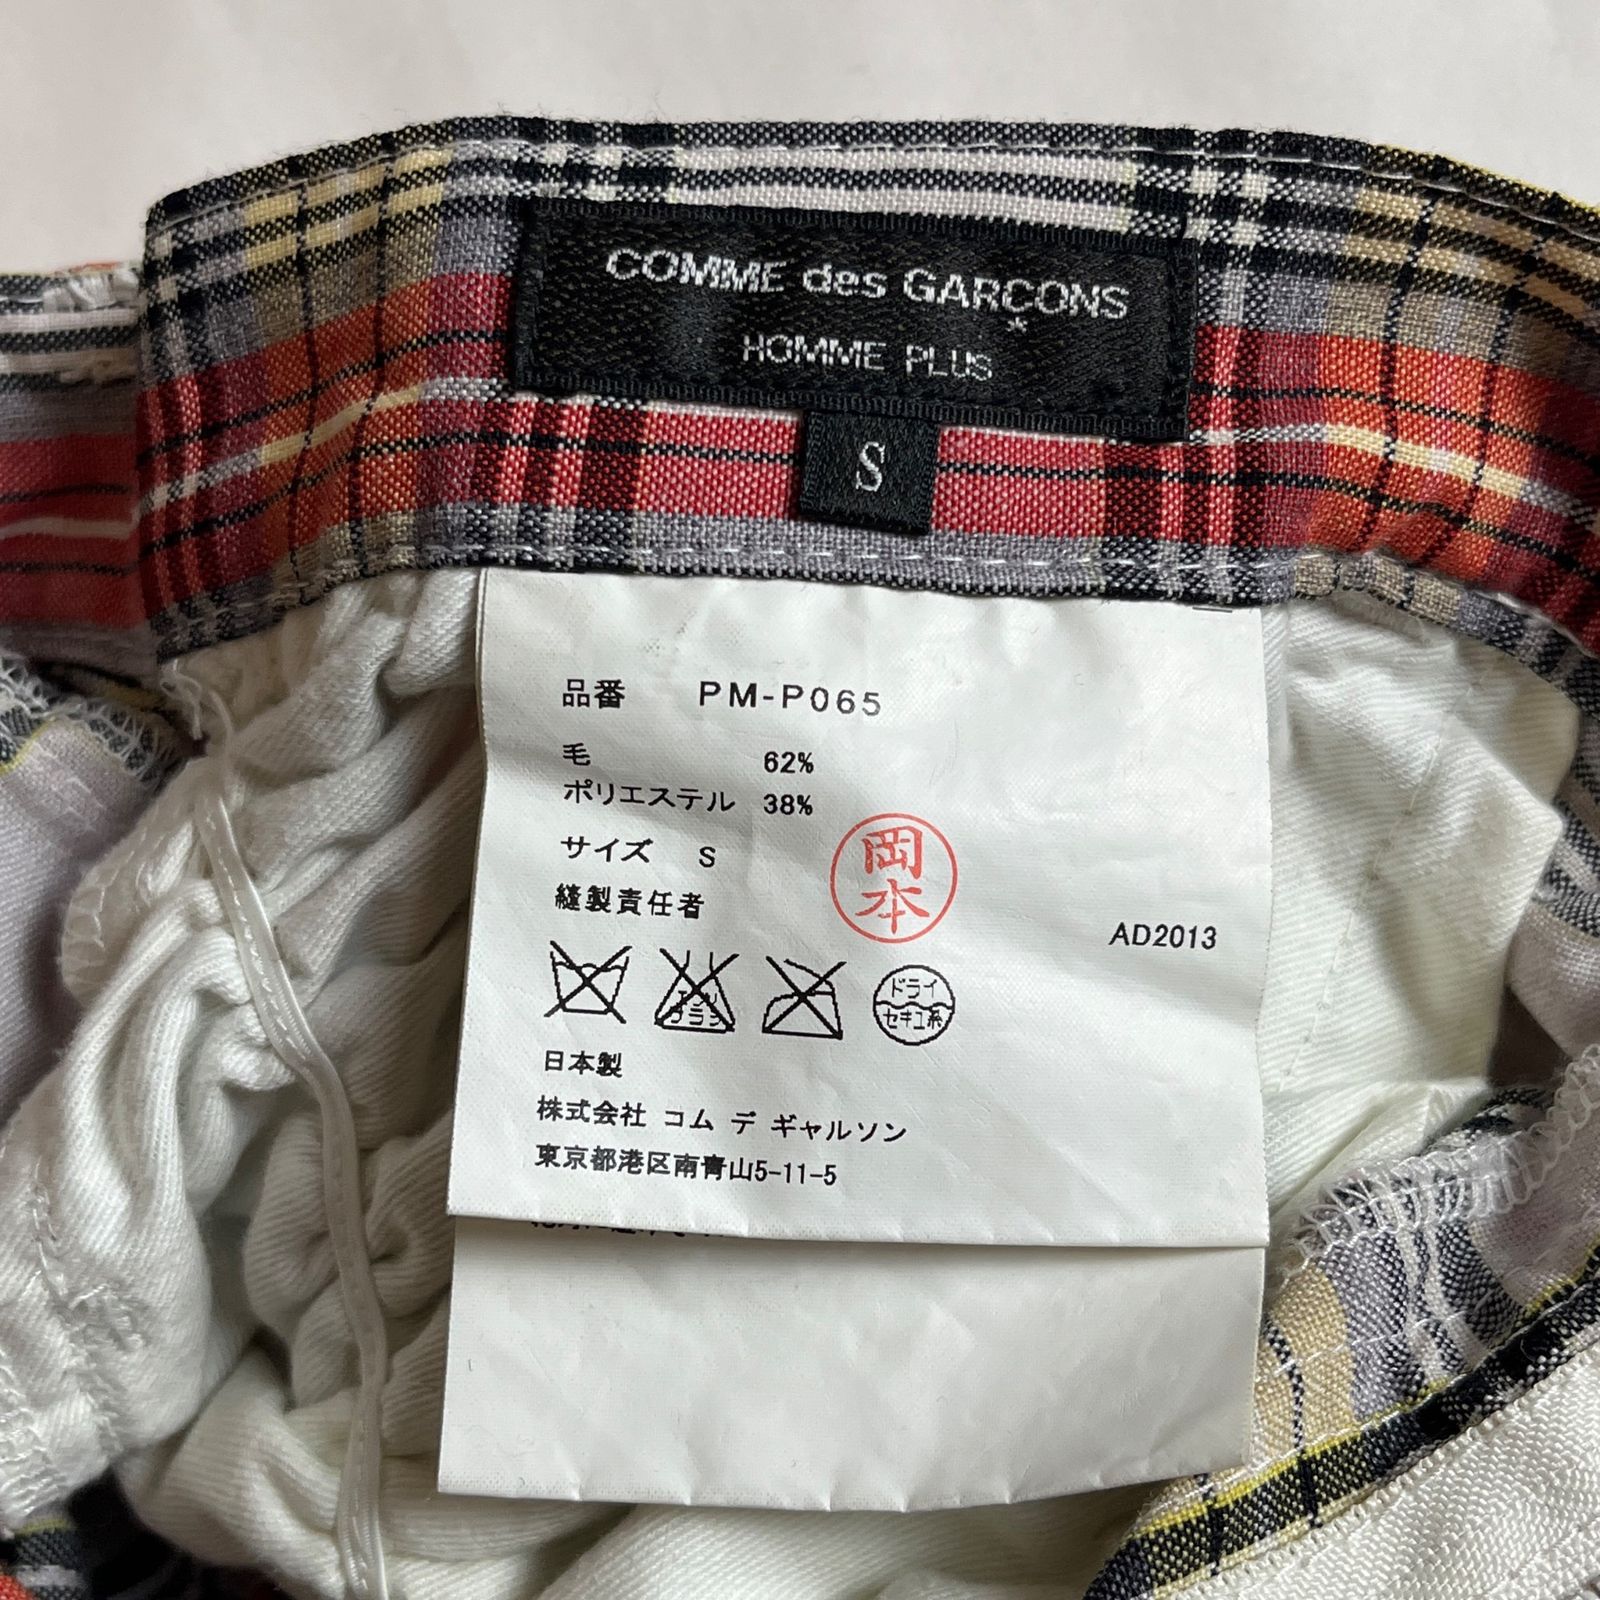 COMME des GARÇONS
HOMME PLUS
S
品番 PM-P065
毛 62%
ポリエステル 38%
サイズ S
縫製責任者
岡本
AD2013
ドライ
セキユ系
日本製
株式会社 コム デ ギャルソン
東京都港区南青山5-11-5